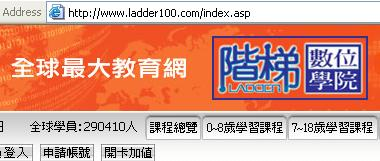 Address http://www.ladder100.com/index.asp
全球最大教育網
階梯 數位
LADDER 學院
全球學員:290410人 課程總覽 0~8歲學習課程 7~18歲學習課程
登入 申請帳號 開卡加值